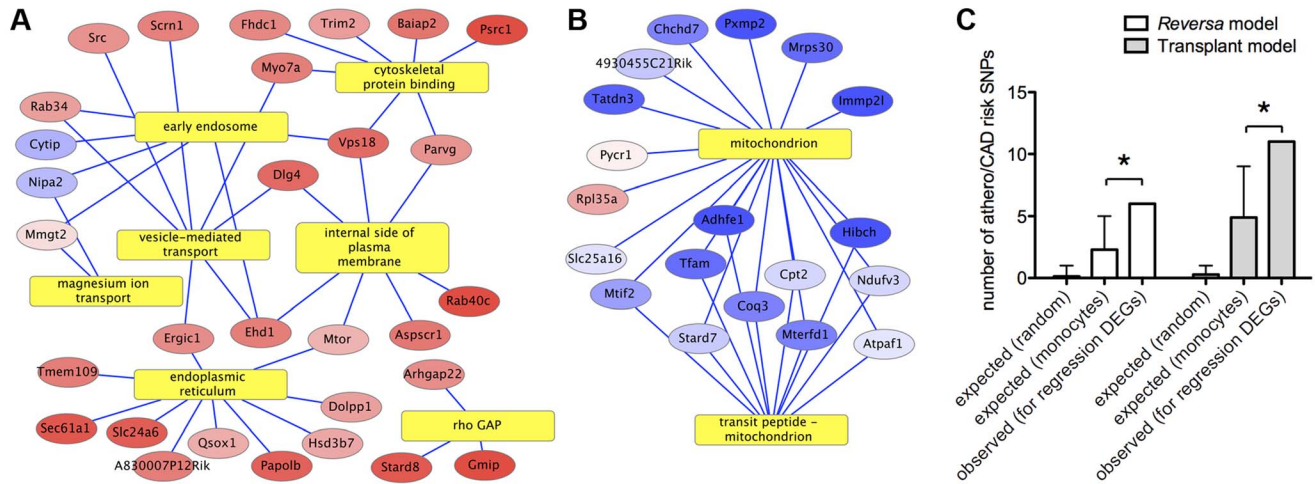 A
Src
Scrn1
Fhdc1
Trim2
Baiap2
Psrc1
Myo7a
cytoskeletal
protein binding
Rab34
early endosome
Cytip
Vps18
Parvg
Nipa2
Dlg4
Mmgt2
vesicle-mediated
transport
internal side of
plasma
membrane
magnesium ion
transport
Rab40c
Ergic1
Ehd1
Mtor
Aspscr1
Tmem109
endoplasmic
reticulum
Arhgap22
Dolpp1
Sec61a1
Slc24a6
Qsox1
Hsd3b7
rho GAP
A830007P12Rik
Papolb
Stard8
Gmip
B
Chchd7
Pxmp2
Mrps30
4930455C21Rik
Tatdn3
Immp2l
mitochondrion
Pycr1
Rpl35a
Adhfe1
Hibch
Slc25a16
Tfam
Cpt2
Ndufv3
Mtif2
Coq3
Stard7
Mterfd1
Atpaf1
transit peptide -
mitochondrion
C
Reversa model
Transplant model
number of athero/CAD risk SNPs
15
10
5
0
*
*
expected (random)
expected (monocytes)
observed (for regression DEGs)
expected (random)
expected (monocytes)
observed (for regression DEGs)